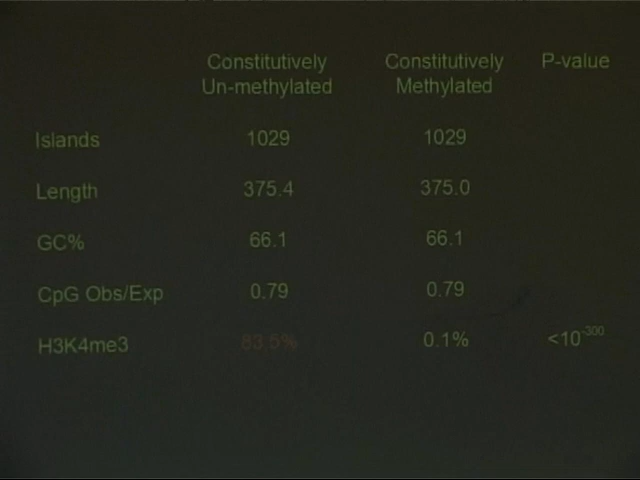 Constitutively Constitutively P-value
Un-methylated Methylated
Islands 1029 1029
Length 375.4 375.0
GC% 66.1 66.1
CpG Obs/Exp 0.79 0.79
H3K4me3 83.5% 0.1% <10⁻³⁰⁰